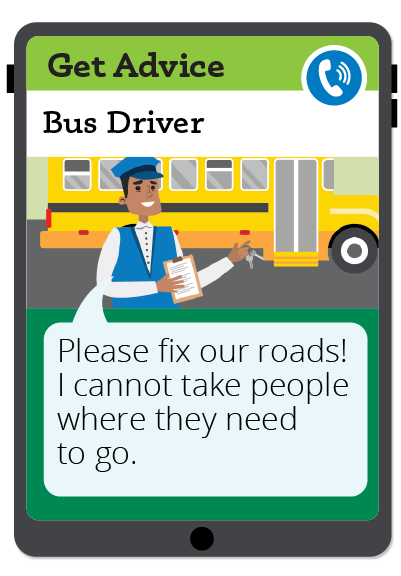 Get Advice
Bus Driver
Please fix our roads!
I cannot take people
where they need
to go.